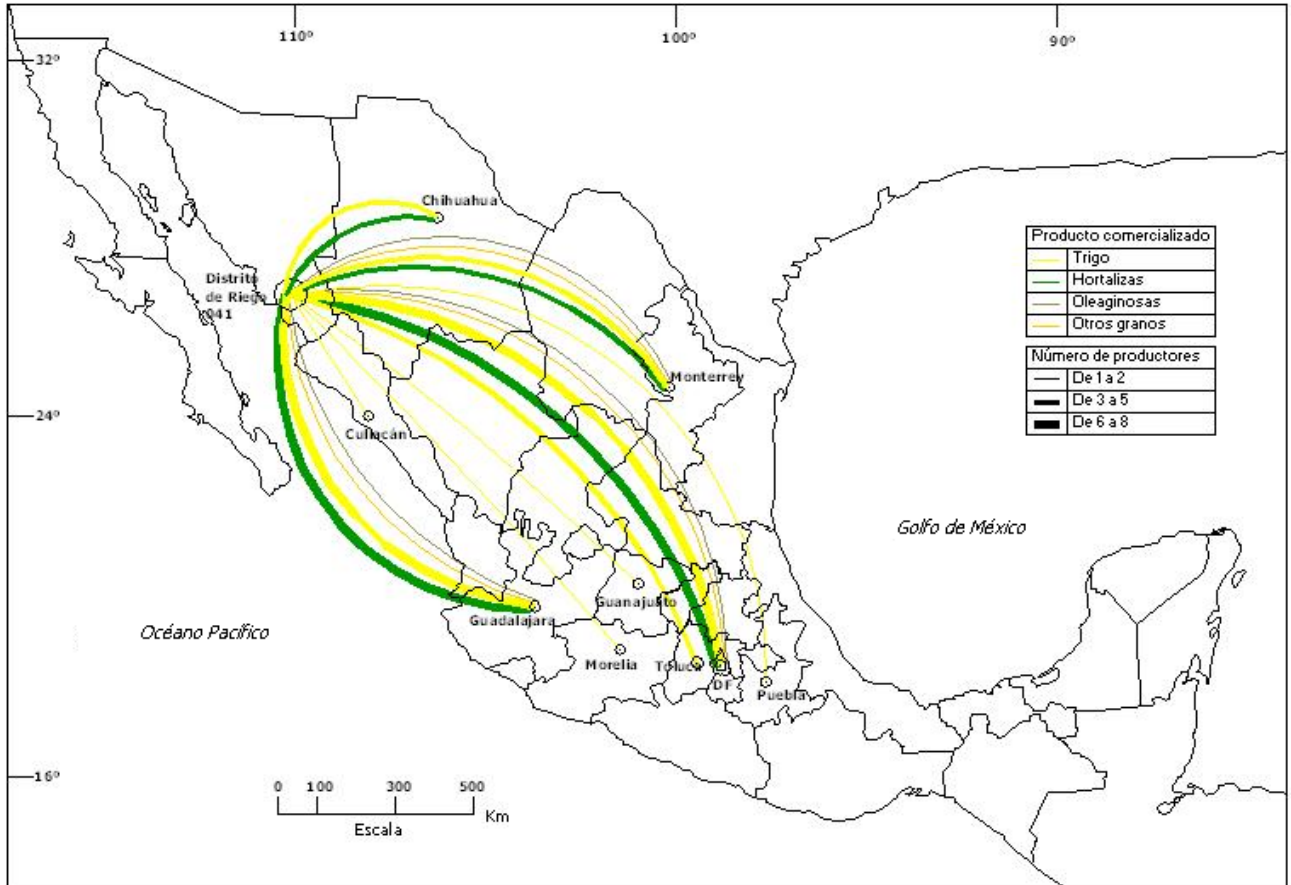 110º
100º
90º
32º
Chihuahua
Producto comercializado
Trigo
Hortalizas
Oleaginosas
Otros granos
Distrito
de Riego
041
Número de productores
De 1 a 2
De 3 a 5
De 6 a 8
Monterrey
24º
Culiacán
Golfo de México
Guanajuato
Guadalajara
Océano Pacífico
Morelia
Toluca
DF
Puebla
16º
0 100 300 500
Km
Escala